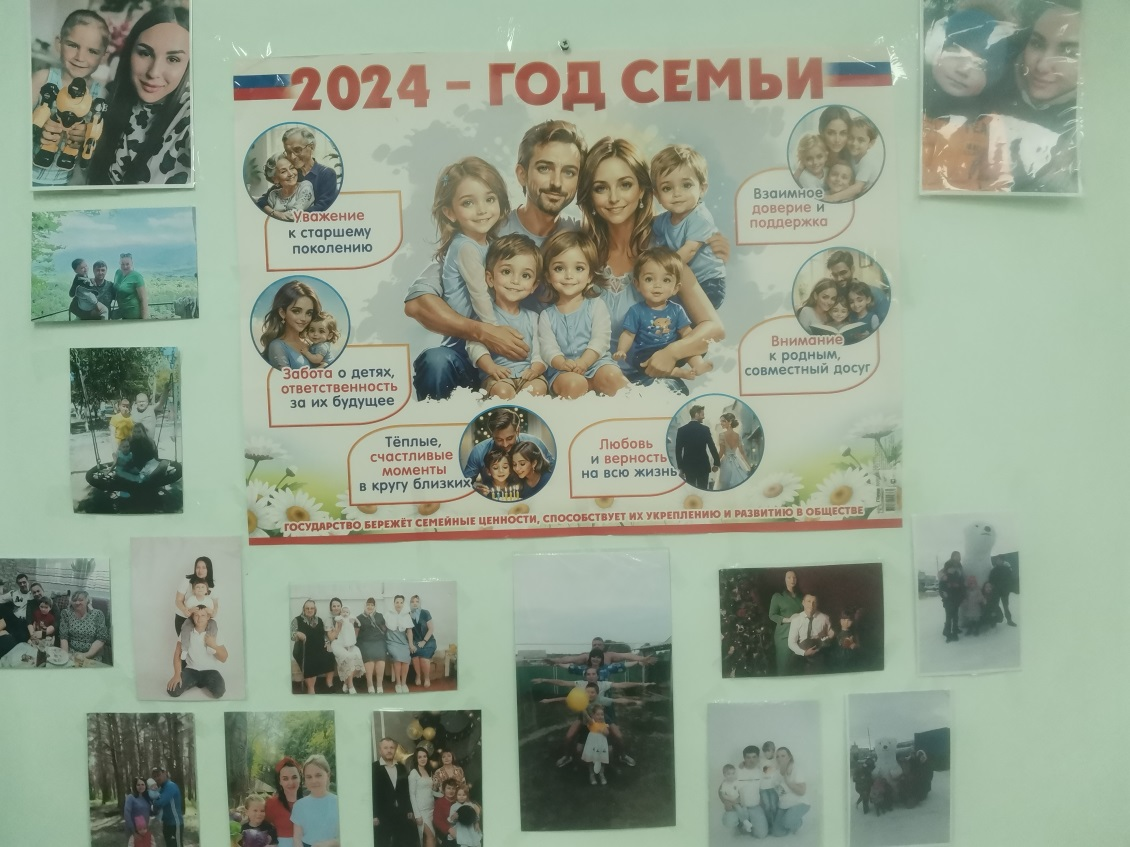 2024 - ГОД СЕМЬИ
Уважение
к старшему
поколению
Взаимное
доверие и
поддержка
Забота о детях,
ответственность
за их будущее
Внимание
к родным,
совместный досуг
Тёплые,
счастливые
моменты
в кругу близких
Любовь
и верность
на всю жизнь
ГОСУДАРСТВО БЕРЕЖЁТ СЕМЕЙНЫЕ ЦЕННОСТИ, СПОСОБСТВУЕТ ИХ УКРЕПЛЕНИЮ И РАЗВИТИЮ В ОБЩЕСТВЕ